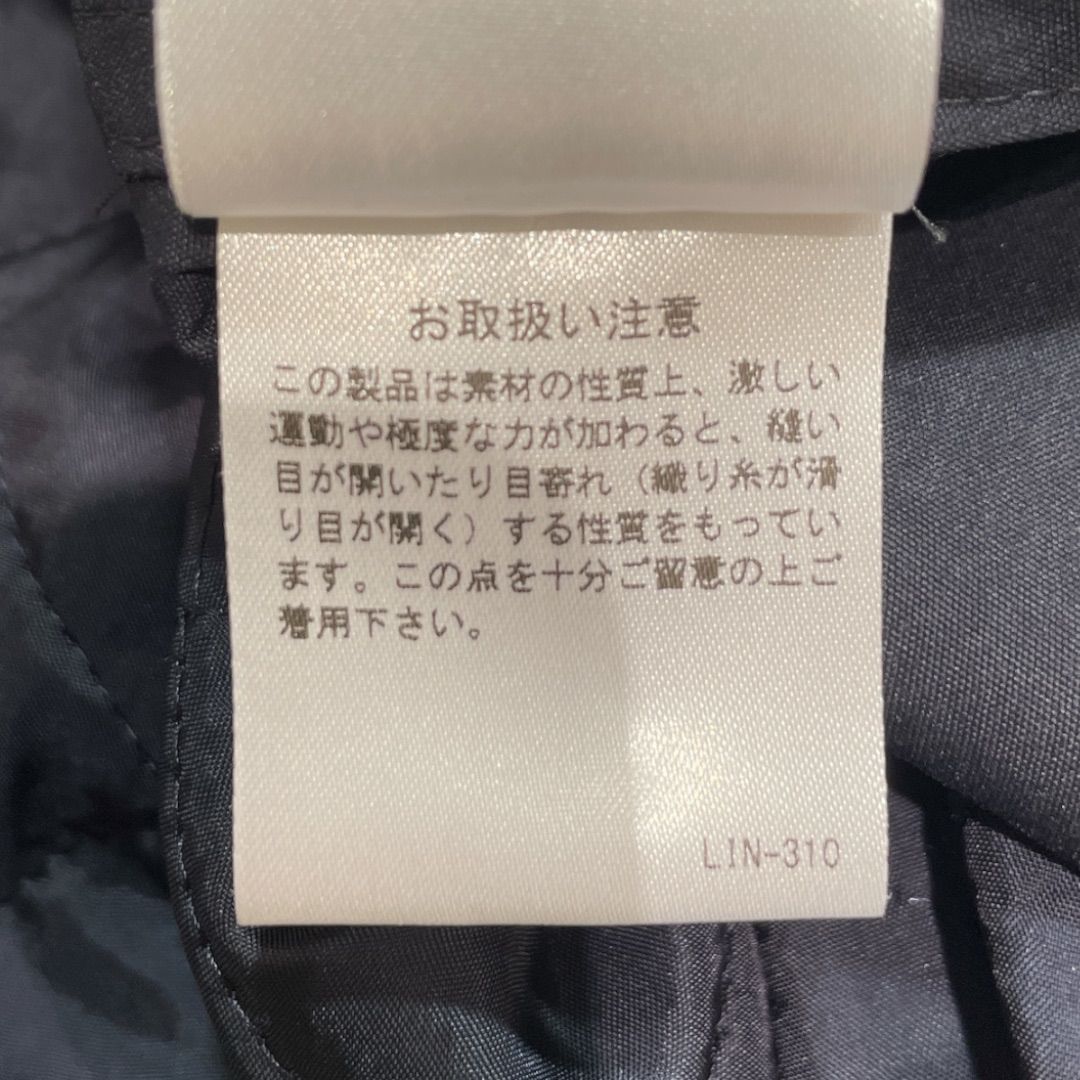 お取扱い注意
この製品は素材の性質上、激しい
運動や極度な力が加わると、縫い
目が開いたり目寄れ（織り糸が滑
り目が開く）する性質をもってい
ます。この点を十分ご留意の上ご
着用下さい。
LIN-310